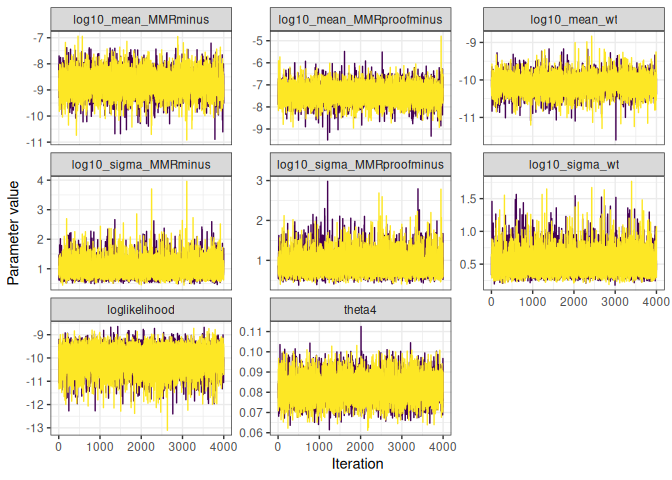 log10_mean_MMRminus
log10_mean_MMRproofminus
log10_mean_wt
-7
-8
-9
-10
-11
-5
-6
-7
-8
-9
-9
-10
-11
log10_sigma_MMRminus
log10_sigma_MMRproofminus
log10_sigma_wt
4
3
2
1
3
2
1
1.5
1.0
0.5
0 1000 2000 3000 4000
loglikelihood
theta4
-9
-10
-11
-12
-13
0.11
0.10
0.09
0.08
0.07
0.06
0 1000 2000 3000 4000
0 1000 2000 3000 4000
Parameter value
Iteration